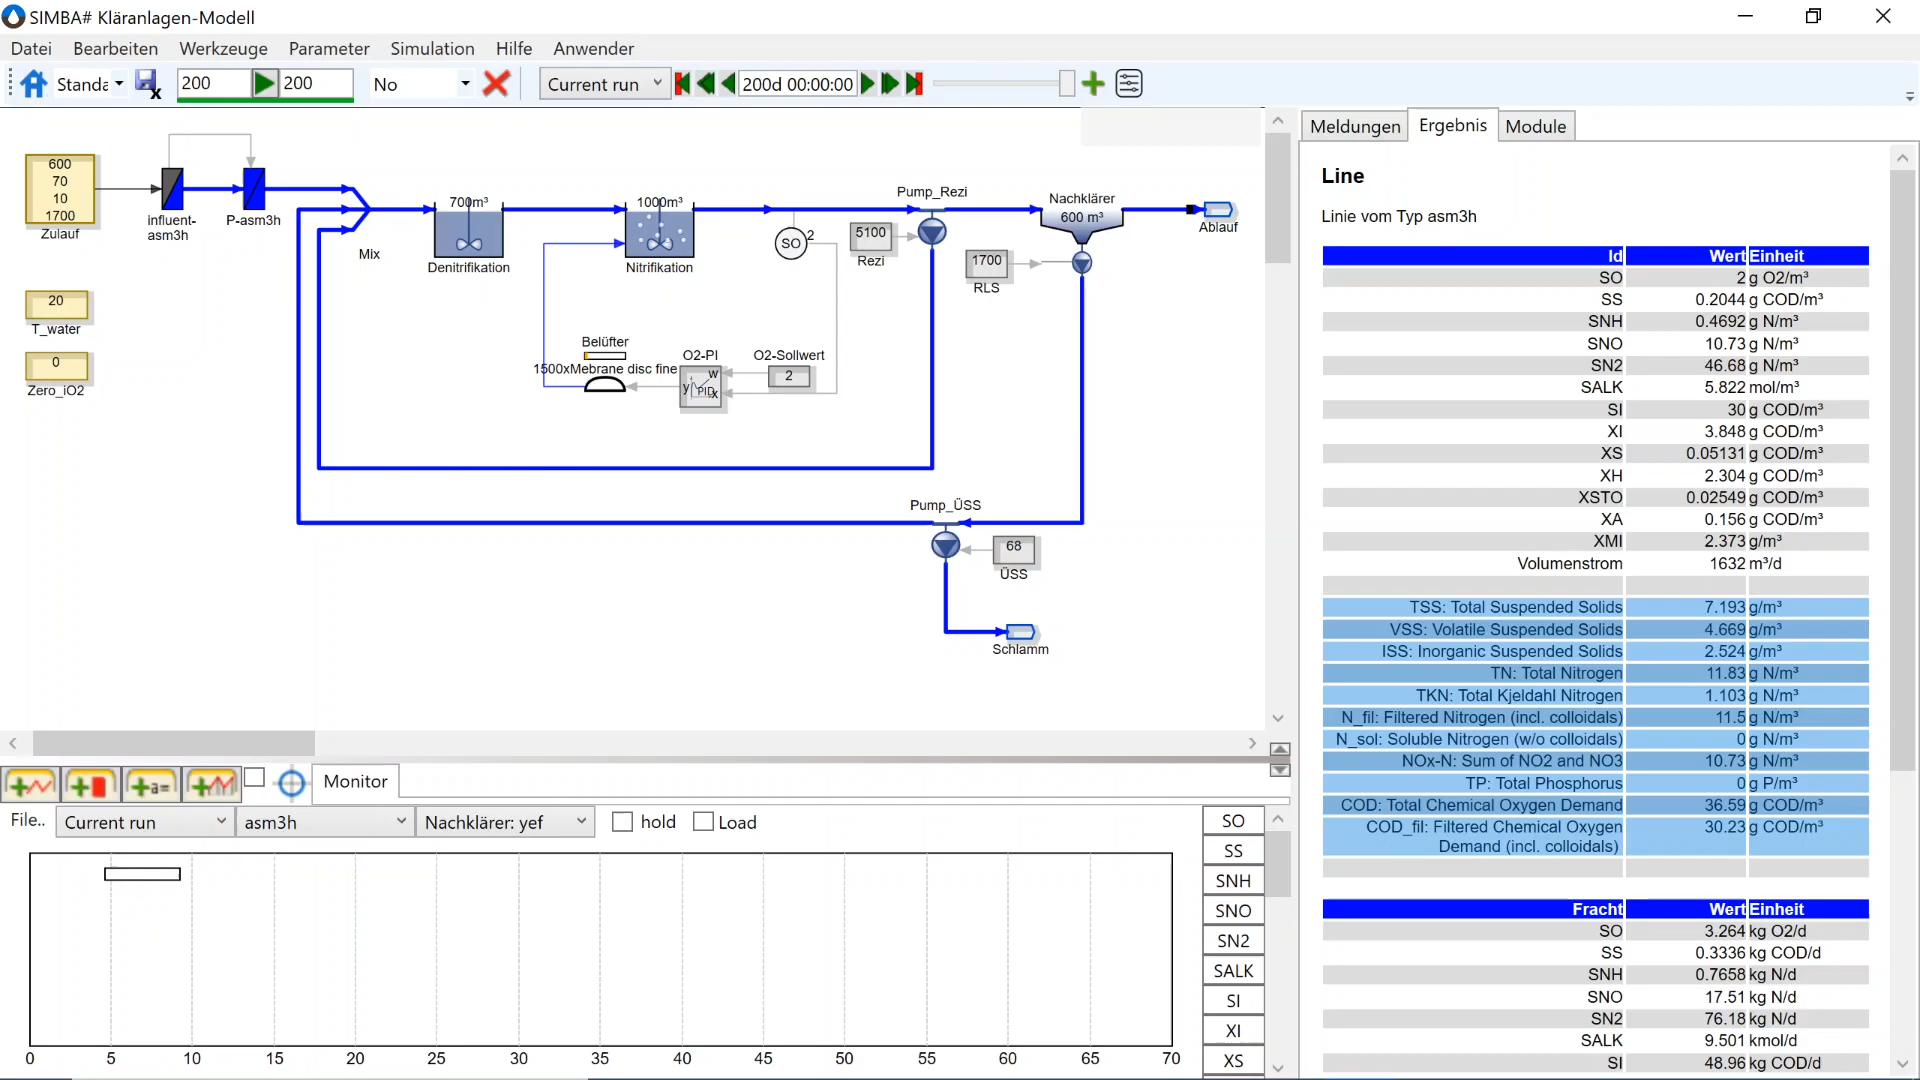 SIMBA# Kläranlagen-Modell
Datei Bearbeiten Werkzeuge Parameter Simulation Hilfe Anwender
Standa 200 200 No Current run 200d 00:00:00
600
70
10
1700
Zulauf
influent-
asm3h
P-asm3h
Mix
700m³
Denitrifikation
1000m³
Nitrifikation
SO 2
5100
Rezi
Pump_Rezi
1700
RLS
Nachklärer
600 m³
Ablauf
20
T_water
0
Zero_iO2
Belüfter
1500xMebrane disc fine
O2-PI
w
y PID x
O2-Sollwert
2
Pump_ÜSS
68
ÜSS
Schlamm
Monitor
File.. Current run asm3h Nachklärer: yef hold Load
0 5 10 15 20 25 30 35 40 45 50 55 60 65 70
SO
SS
SNH
SNO
SN2
SALK
SI
XI
XS
Meldungen Ergebnis Module
Line
Linie vom Typ asm3h
Id Wert Einheit
SO 2 g O2/m³
SS 0.2044 g COD/m³
SNH 0.4692 g N/m³
SNO 10.73 g N/m³
SN2 46.68 g N/m³
SALK 5.822 mol/m³
SI 30 g COD/m³
XI 3.848 g COD/m³
XS 0.05131 g COD/m³
XH 2.304 g COD/m³
XSTO 0.02549 g COD/m³
XA 0.156 g COD/m³
XMI 2.373 g/m³
Volumenstrom 1632 m³/d
TSS: Total Suspended Solids 7.193 g/m³
VSS: Volatile Suspended Solids 4.669 g/m³
ISS: Inorganic Suspended Solids 2.524 g/m³
TN: Total Nitrogen 11.83 g N/m³
TKN: Total Kjeldahl Nitrogen 1.103 g N/m³
N_fil: Filtered Nitrogen (incl. colloidals) 11.5 g N/m³
N_sol: Soluble Nitrogen (w/o colloidals) 0 g N/m³
NOx-N: Sum of NO2 and NO3 10.73 g N/m³
TP: Total Phosphorus 0 g P/m³
COD: Total Chemical Oxygen Demand 36.59 g COD/m³
COD_fil: Filtered Chemical Oxygen 30.23 g COD/m³
Demand (incl. colloidals)
Fracht Wert Einheit
SO 3.264 kg O2/d
SS 0.3336 kg COD/d
SNH 0.7658 kg N/d
SNO 17.51 kg N/d
SN2 76.18 kg N/d
SALK 9.501 kmol/d
SI 48.96 kg COD/d